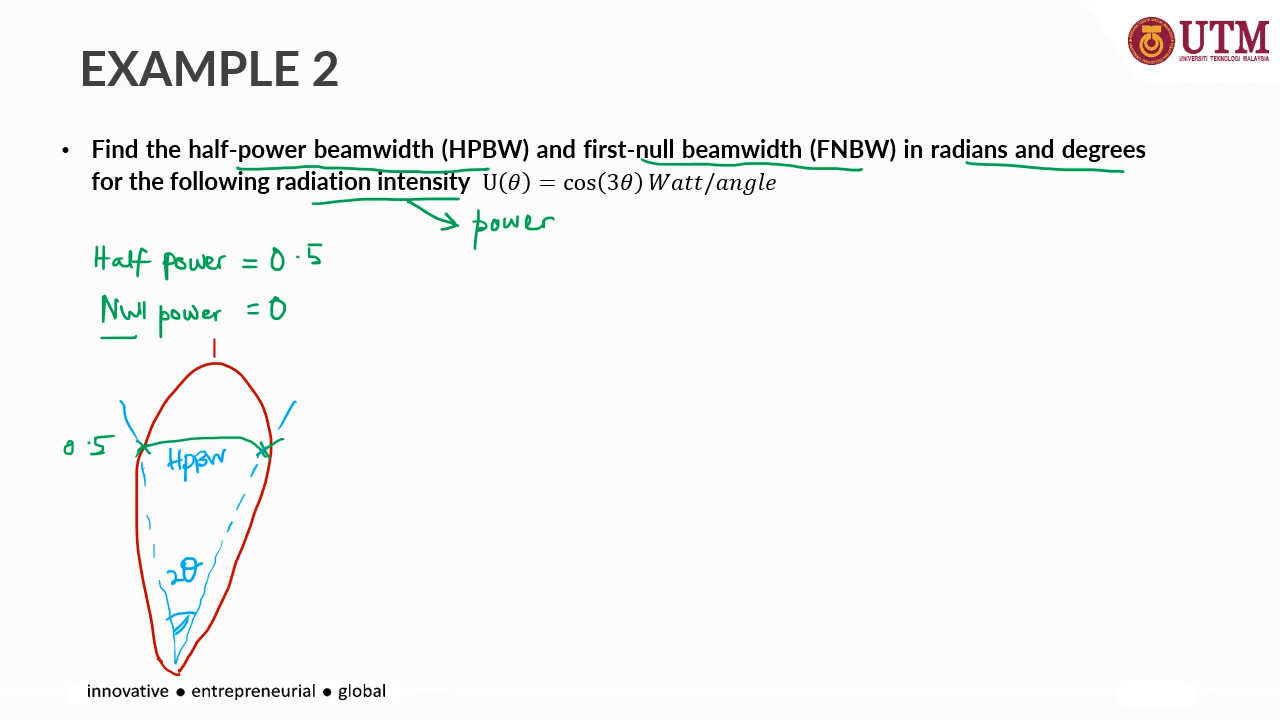 UTM
UNIVERSITI TEKNOLOGI MALAYSIA
EXAMPLE 2
• Find the half-power beamwidth (HPBW) and first-null beamwidth (FNBW) in radians and degrees
for the following radiation intensity U(θ) = cos(3θ) Watt/angle
power
Half power = 0.5
Null power = 0
1
0.5
HPBW
2θ
innovative ● entrepreneurial ● global